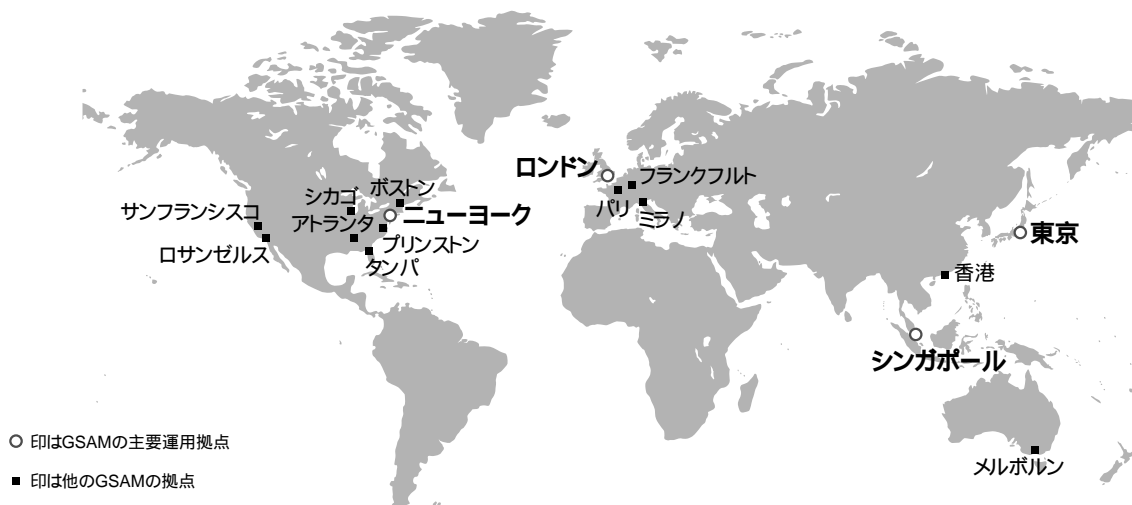 ロンドン
フランクフルト
パリ
ミラノ
シカゴ
ボストン
サンフランシスコ
アトランタ
ニューヨーク
ロサンゼルス
プリンストン
タンパ
東京
香港
シンガポール
メルボルン
○ 印はGSAMの主要運用拠点
■ 印は他のGSAMの拠点